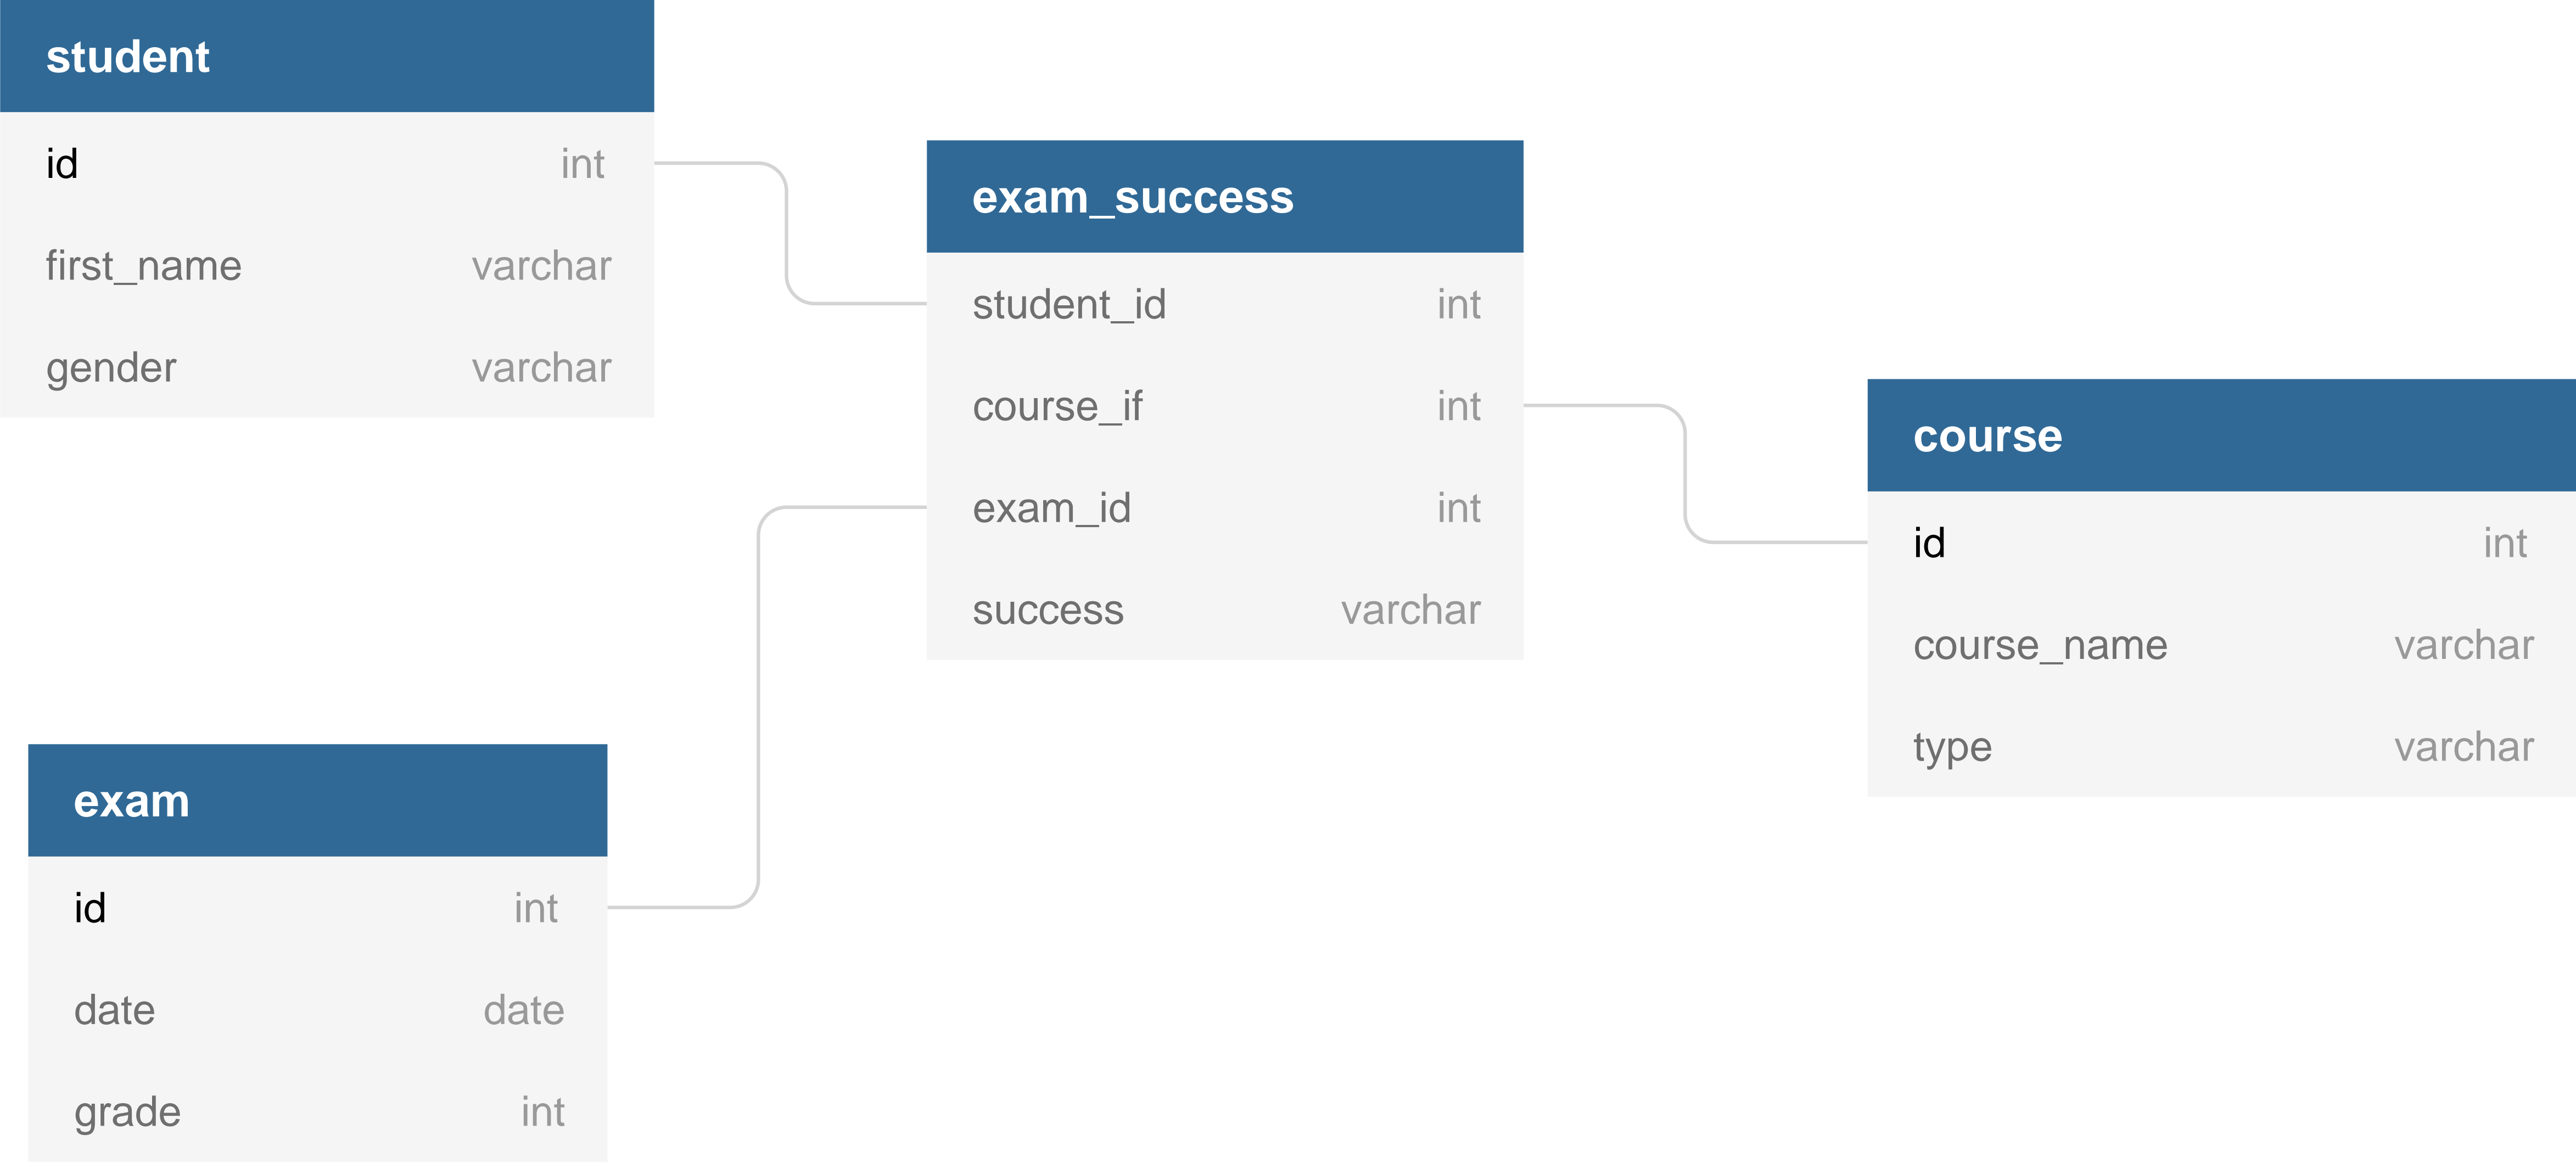 student
id int
first_name varchar
gender varchar
exam_success
student_id int
course_if int
exam_id int
success varchar
course
id int
course_name varchar
type varchar
exam
id int
date date
grade int